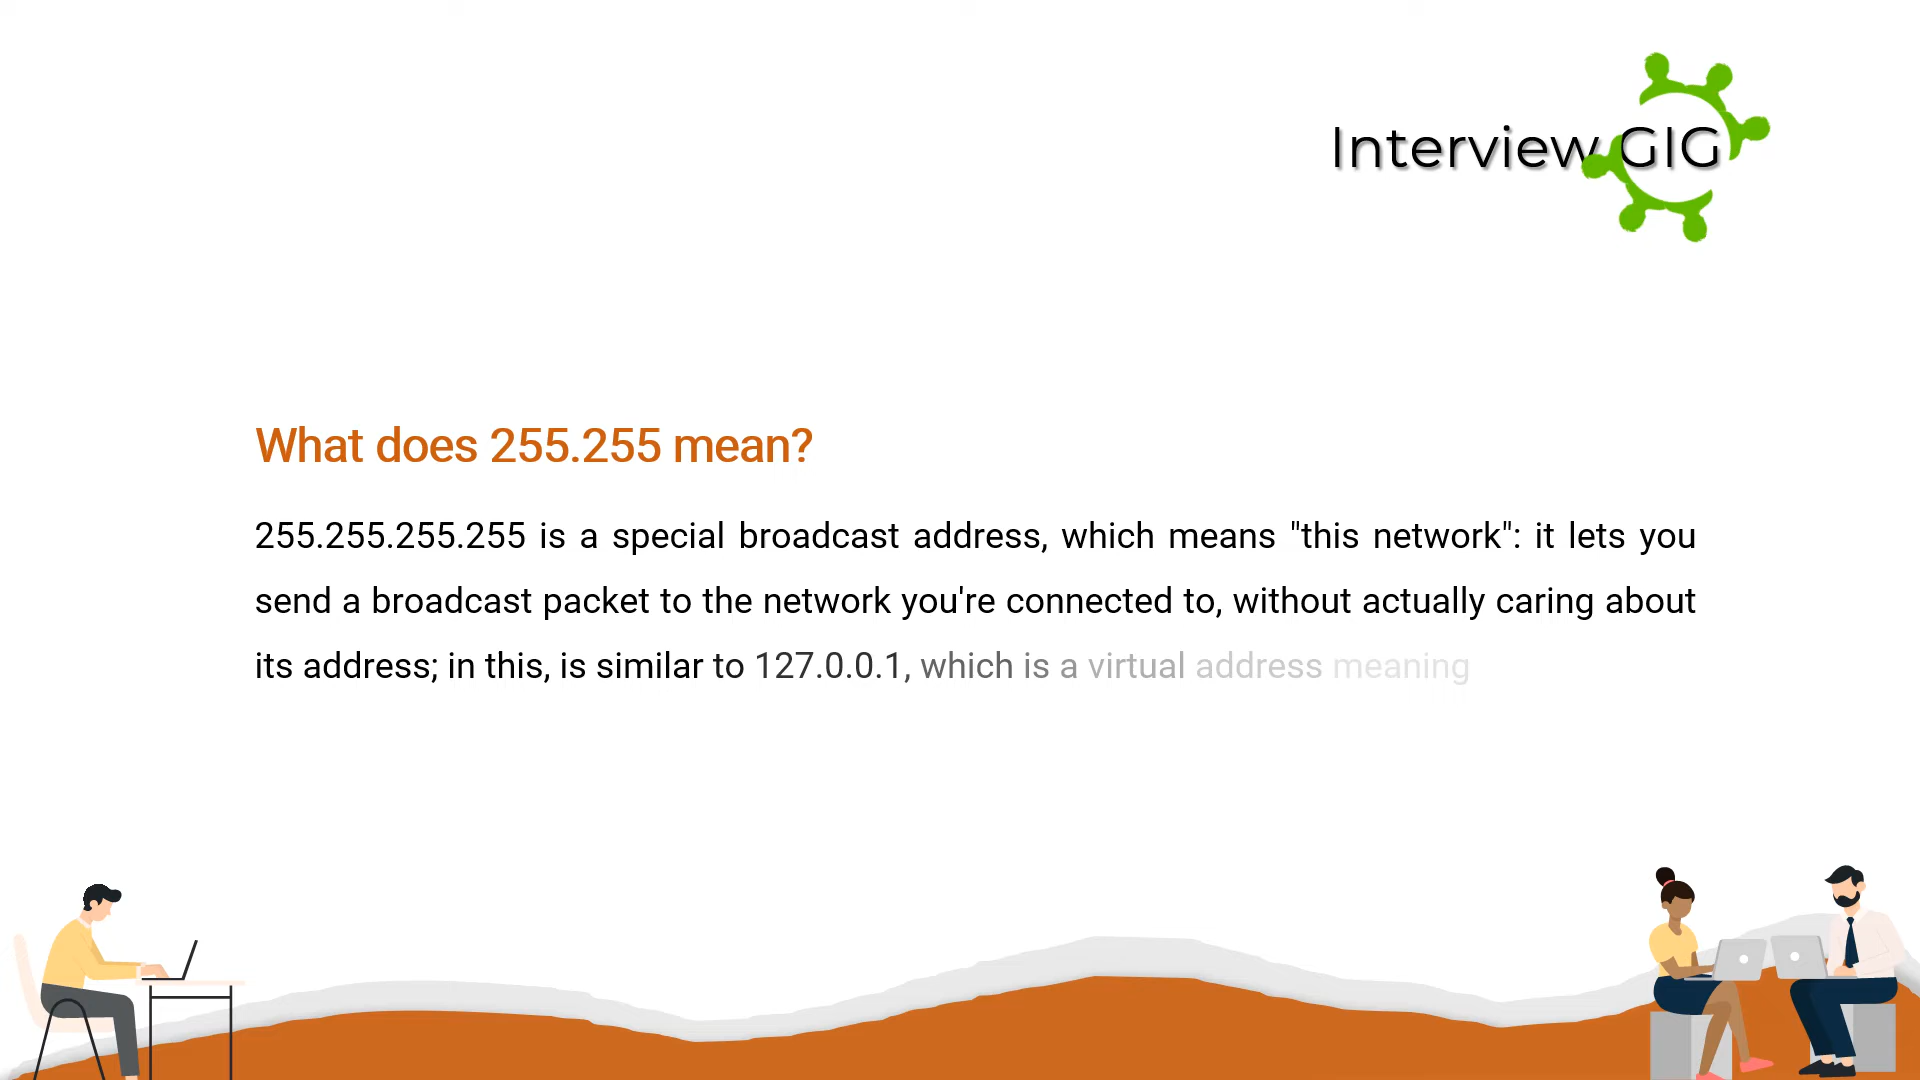 Interview GIG
What does 255.255 mean?
255.255.255.255 is a special broadcast address, which means "this network": it lets you
send a broadcast packet to the network you're connected to, without actually caring about
its address; in this, is similar to 127.0.0.1, which is a virtual address meaning